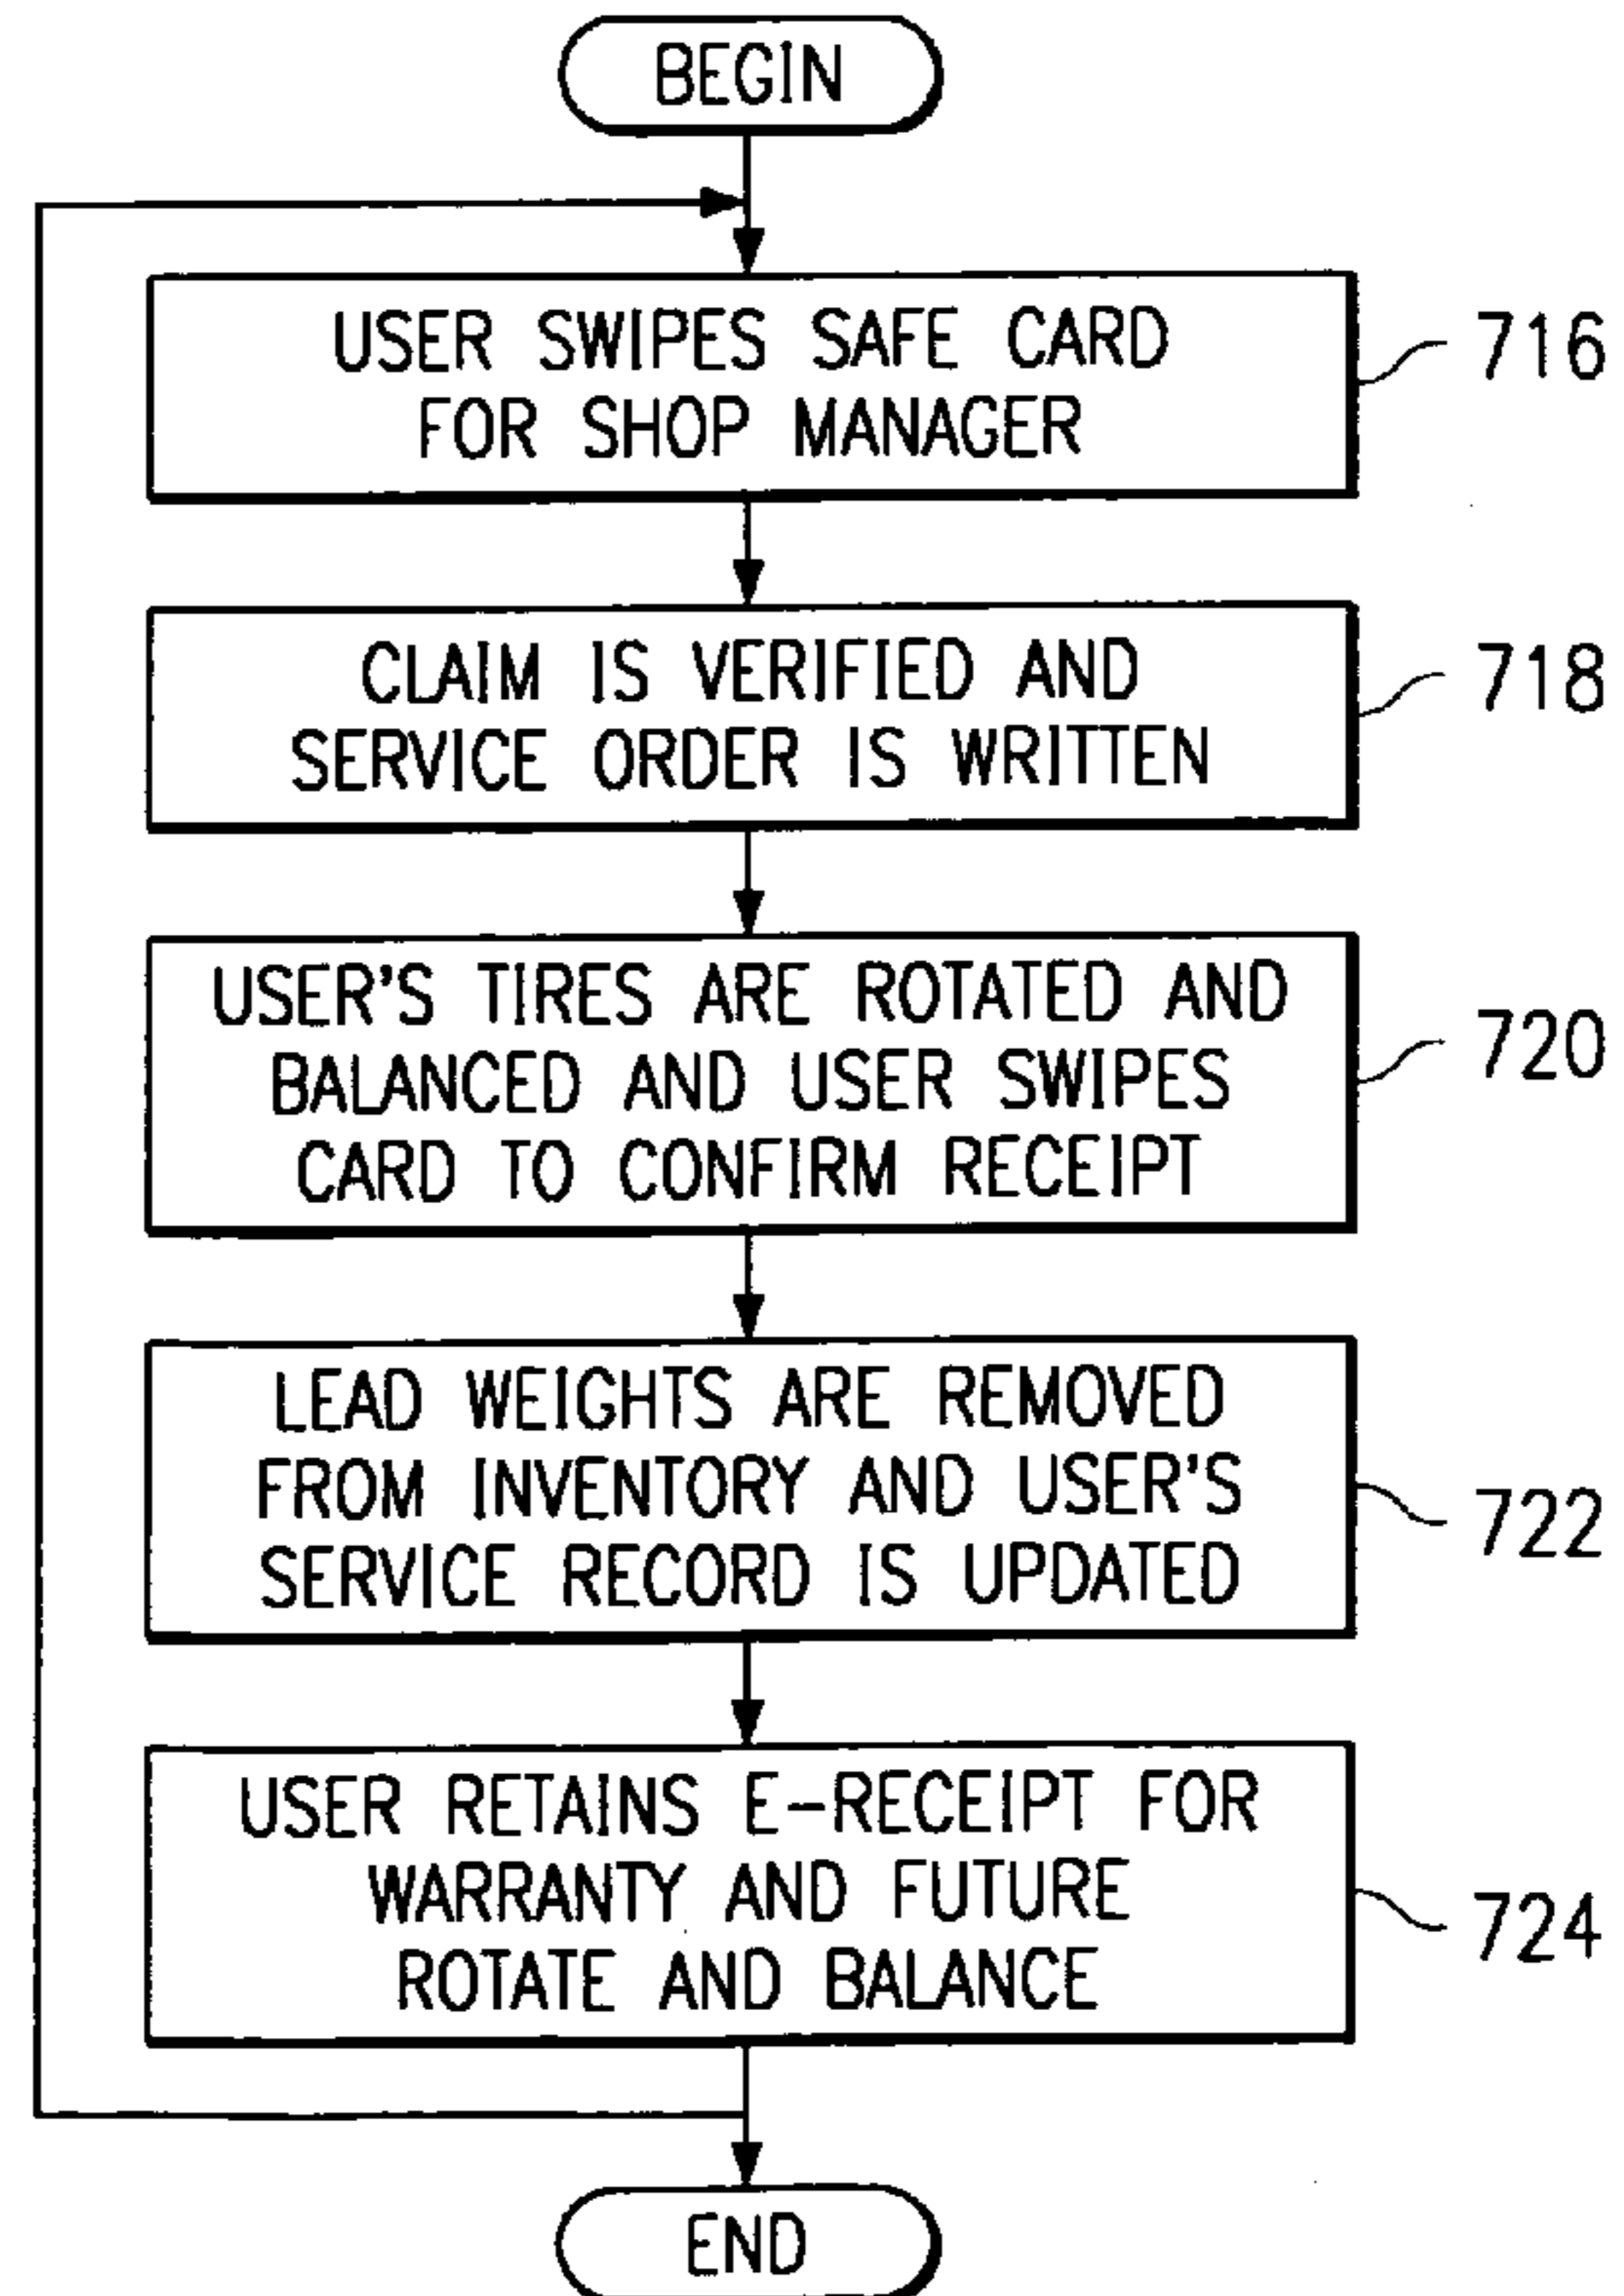 BEGIN
USER SWIPES SAFE CARD
FOR SHOP MANAGER
716
CLAIM IS VERIFIED AND
SERVICE ORDER IS WRITTEN
718
USER'S TIRES ARE ROTATED AND
BALANCED AND USER SWIPES
CARD TO CONFIRM RECEIPT
720
LEAD WEIGHTS ARE REMOVED
FROM INVENTORY AND USER'S
SERVICE RECORD IS UPDATED
722
USER RETAINS E-RECEIPT FOR
WARRANTY AND FUTURE
ROTATE AND BALANCE
724
END